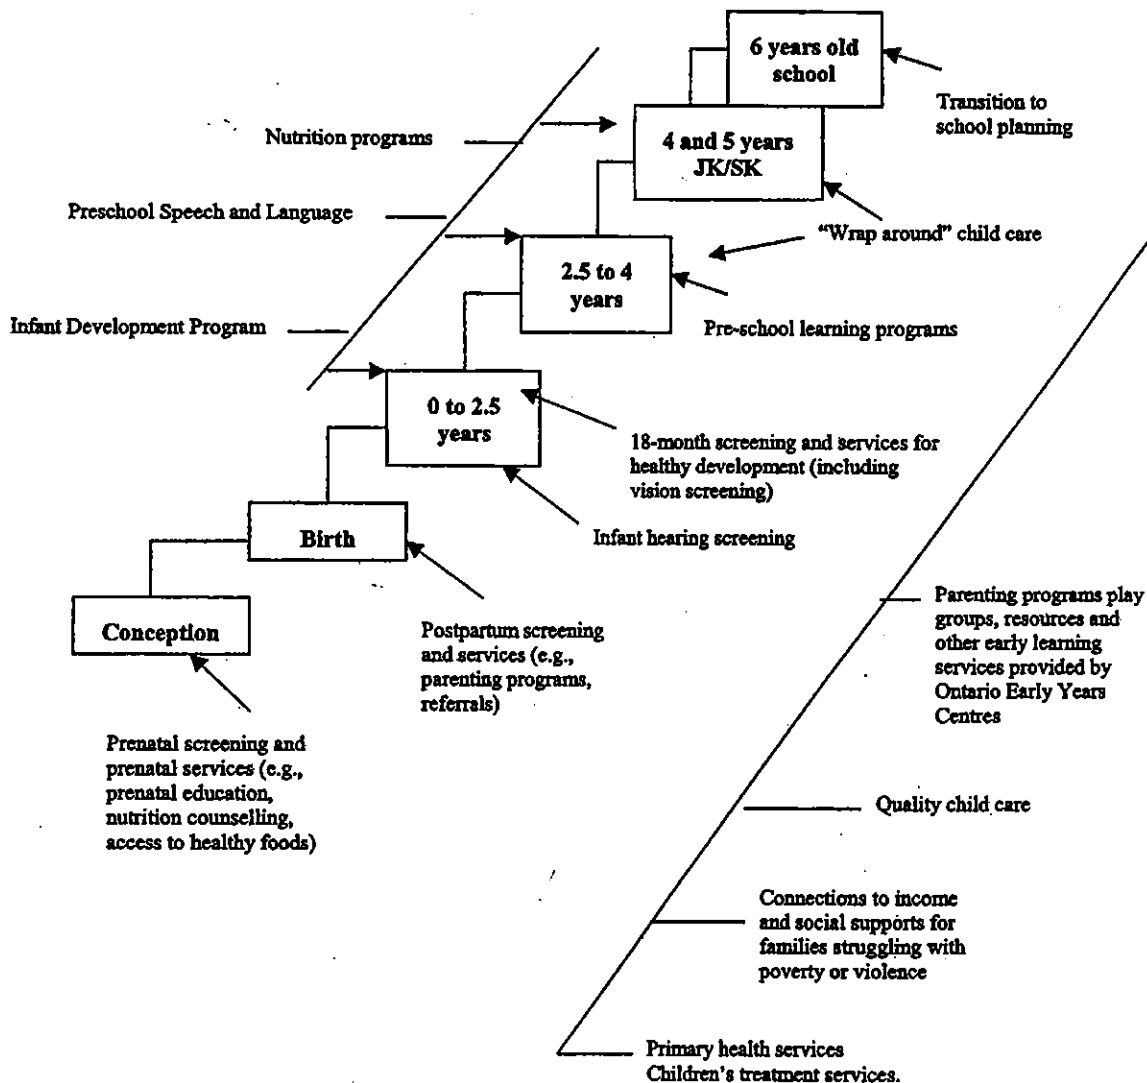 6 years old
school
Transition to
school planning
Nutrition programs
4 and 5 years
JK/SK
Preschool Speech and Language
"Wrap around" child care
2.5 to 4
years
Infant Development Program
Pre-school learning programs
0 to 2.5
years
18-month screening and services for
healthy development (including
vision screening)
Birth
Infant hearing screening
Conception
Postpartum screening
and services (e.g.,
parenting programs,
referrals)
Parenting programs play
groups, resources and
other early learning
services provided by
Ontario Early Years
Centres
Prenatal screening and
prenatal services (e.g.,
prenatal education,
nutrition counselling,
access to healthy foods)
Quality child care
Connections to income
and social supports for
families struggling with
poverty or violence
Primary health services
Children's treatment services.